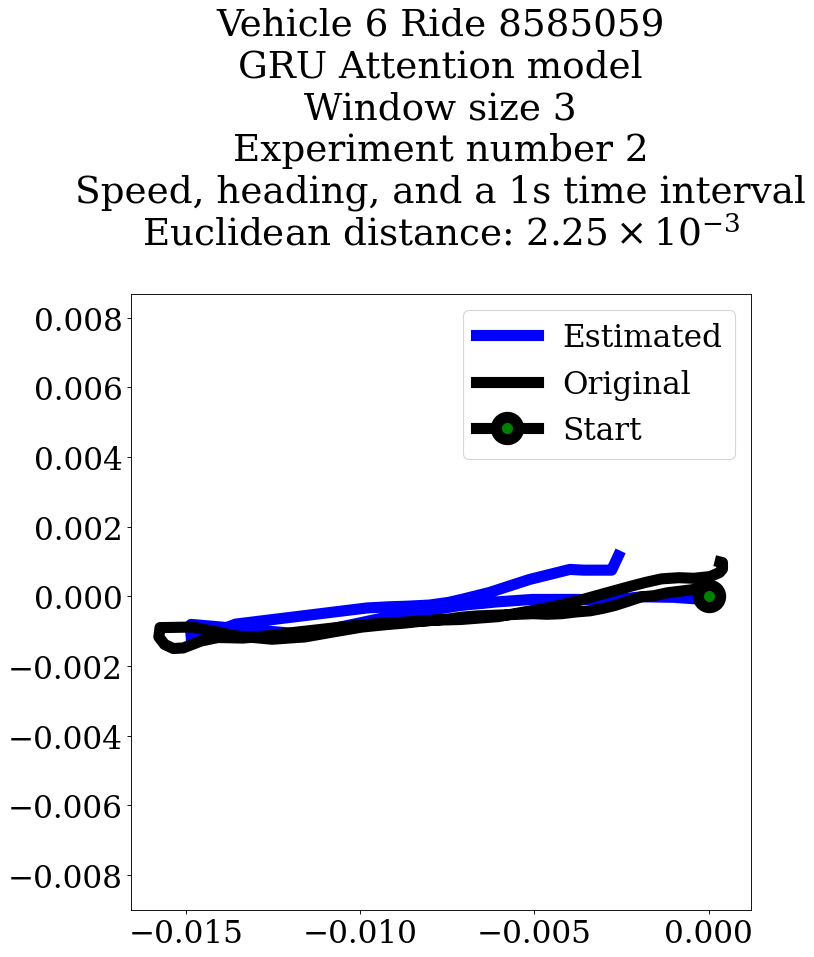 Vehicle 6 Ride 8585059
GRU Attention model
Window size 3
Experiment number 2
Speed, heading, and a 1s time interval
Euclidean distance: 2.25 × 10⁻³
Estimated
Original
Start
0.008
0.006
0.004
0.002
0.000
−0.002
−0.004
−0.006
−0.008
−0.015 −0.010 −0.005 0.000